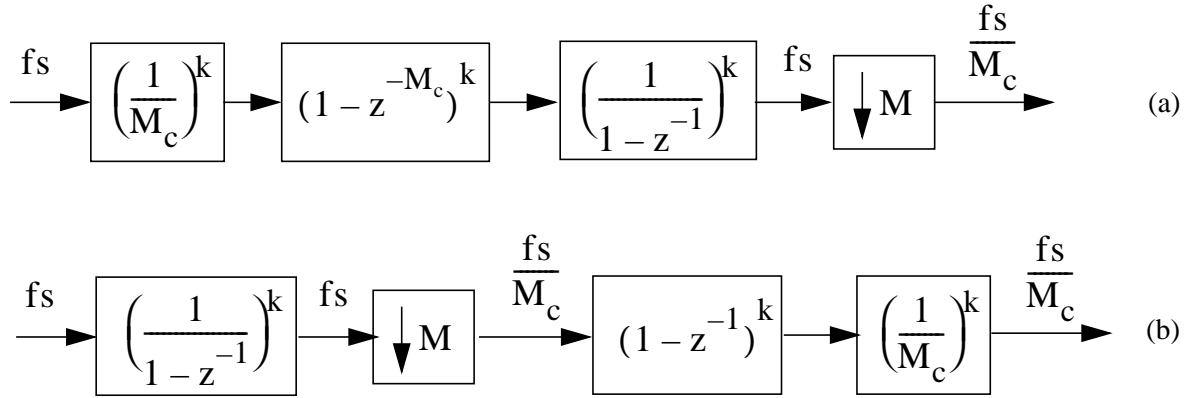 fs (1/M_c)^k (1 – z^{–M_c})^k (1/(1 – z^{–1}))^k fs ↓ M fs/M_c (a)
fs (1/(1 – z^{–1}))^k fs ↓ M fs/M_c (1 – z^{–1})^k (1/M_c)^k fs/M_c (b)